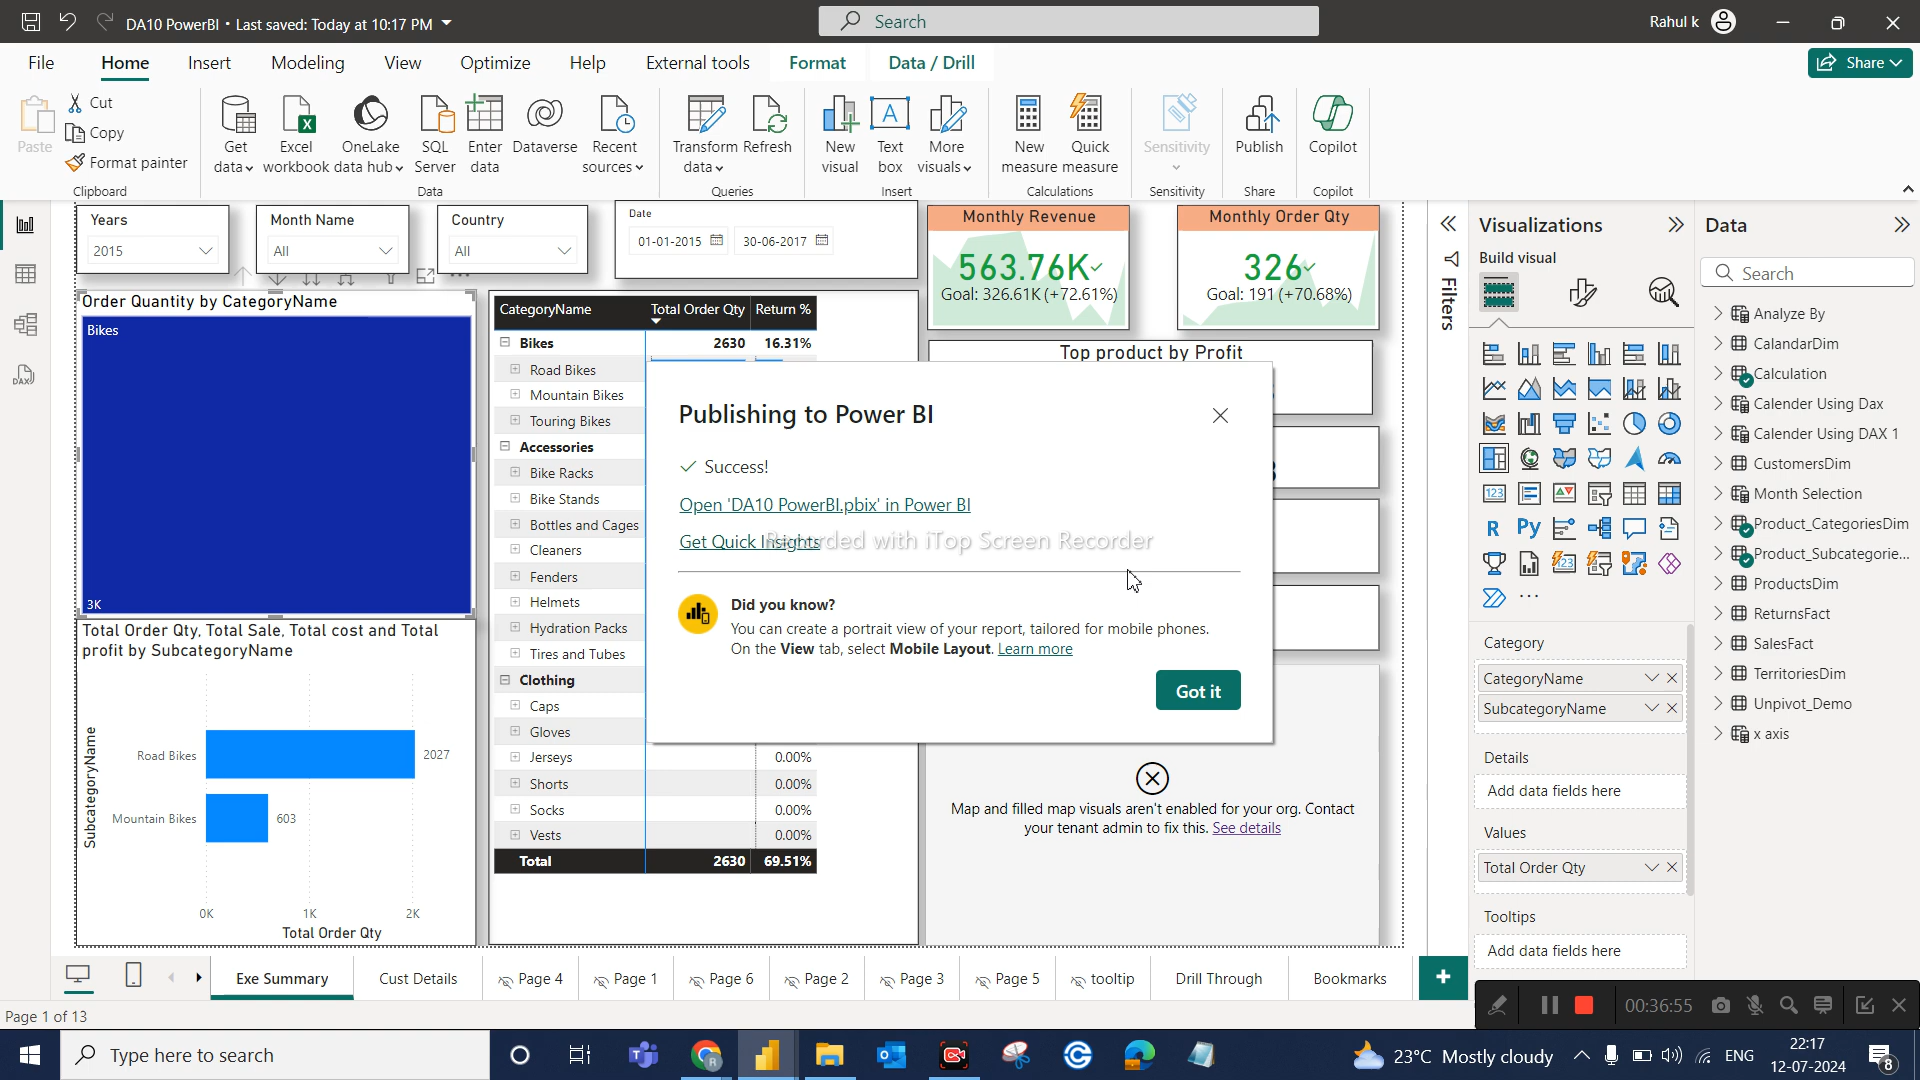 DA10 PowerBI • Last saved: Today at 10:17 PM
Search
Rahul k
File
Home
Insert
Modeling
View
Optimize
Help
External tools
Format
Data / Drill
Share
Paste
Cut
Copy
Format painter
Clipboard
Get data
Excel workbook
OneLake data hub
SQL Server
Enter data
Dataverse
Recent sources
Data
Transform data
Refresh
Queries
New visual
Text box
More visuals
Insert
New measure
Quick measure
Calculations
Sensitivity
Sensitivity
Publish
Share
Copilot
Copilot
Years
2015
Month Name
All
Country
All
Date
01-01-2015
30-06-2017
Monthly Revenue
563.76K
Goal: 326.61K (+72.61%)
Monthly Order Qty
326
Goal: 191 (+70.68%)
Order Quantity by CategoryName
Bikes
3K
CategoryName Total Order Qty Return %
Bikes 2630 16.31%
Road Bikes
Mountain Bikes
Touring Bikes
Accessories
Bike Racks
Bike Stands
Bottles and Cages
Cleaners
Fenders
Helmets
Hydration Packs
Tires and Tubes
Clothing
Caps
Gloves
Jerseys 0.00%
Shorts 0.00%
Socks 0.00%
Vests 0.00%
Total 2630 69.51%
Top product by Profit
Publishing to Power BI
Success!
Open 'DA10 PowerBI.pbix' in Power BI
Get Quick Insights
Recorded with iTop Screen Recorder
Did you know?
You can create a portrait view of your report, tailored for mobile phones.
On the View tab, select Mobile Layout. Learn more
Got it
Map and filled map visuals aren't enabled for your org. Contact
your tenant admin to fix this. See details
Total Order Qty, Total Sale, Total cost and Total
profit by SubcategoryName
SubcategoryName
Road Bikes
2027
Mountain Bikes
603
0K
1K
2K
Total Order Qty
Filters
Visualizations
Build visual
Category
CategoryName
SubcategoryName
Details
Add data fields here
Values
Total Order Qty
Tooltips
Add data fields here
Data
Search
Analyze By
CalandarDim
Calculation
Calender Using Dax
Calender Using DAX 1
CustomersDim
Month Selection
Product_CategoriesDim
Product_Subcategorie...
ProductsDim
ReturnsFact
SalesFact
TerritoriesDim
Unpivot_Demo
x axis
Exe Summary
Cust Details
Page 4
Page 1
Page 6
Page 2
Page 3
Page 5
tooltip
Drill Through
Bookmarks
Page 1 of 13
00:36:55
Type here to search
23°C Mostly cloudy
ENG
22:17
12-07-2024
8